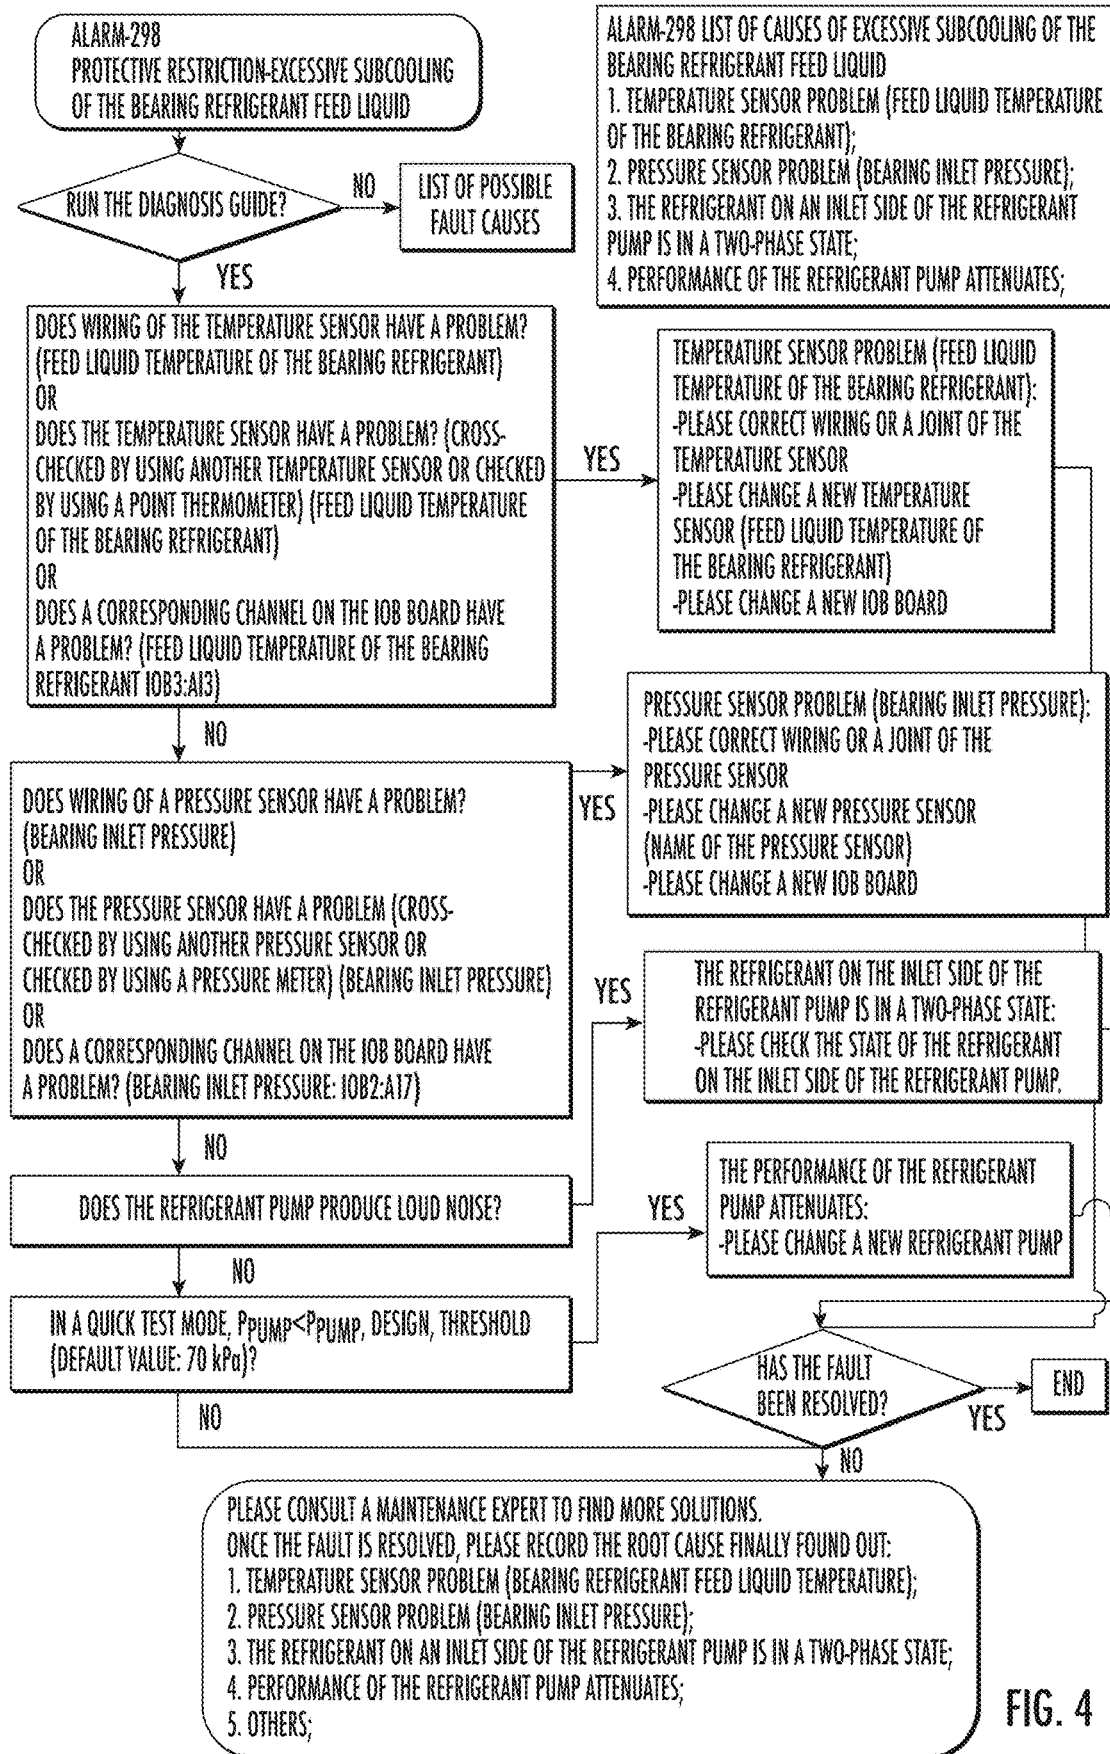 ALARM-298
PROTECTIVE RESTRICTION-EXCESSIVE SUBCOOLING
OF THE BEARING REFRIGERANT FEED LIQUID
ALARM-298 LIST OF CAUSES OF EXCESSIVE SUBCOOLING OF THE
BEARING REFRIGERANT FEED LIQUID
1. TEMPERATURE SENSOR PROBLEM (FEED LIQUID TEMPERATURE
OF THE BEARING REFRIGERANT);
2. PRESSURE SENSOR PROBLEM (BEARING INLET PRESSURE);
3. THE REFRIGERANT ON AN INLET SIDE OF THE REFRIGERANT
PUMP IS IN A TWO-PHASE STATE;
4. PERFORMANCE OF THE REFRIGERANT PUMP ATTENUATES;
RUN THE DIAGNOSIS GUIDE?
NO
LIST OF POSSIBLE
FAULT CAUSES
YES
DOES WIRING OF THE TEMPERATURE SENSOR HAVE A PROBLEM?
(FEED LIQUID TEMPERATURE OF THE BEARING REFRIGERANT)
OR
DOES THE TEMPERATURE SENSOR HAVE A PROBLEM? (CROSS-
CHECKED BY USING ANOTHER TEMPERATURE SENSOR OR CHECKED
BY USING A POINT THERMOMETER) (FEED LIQUID TEMPERATURE
OF THE BEARING REFRIGERANT)
OR
DOES A CORRESPONDING CHANNEL ON THE IOB BOARD HAVE
A PROBLEM? (FEED LIQUID TEMPERATURE OF THE BEARING
REFRIGERANT IOB3:AI3)
YES
TEMPERATURE SENSOR PROBLEM (FEED LIQUID
TEMPERATURE OF THE BEARING REFRIGERANT):
-PLEASE CORRECT WIRING OR A JOINT OF THE
TEMPERATURE SENSOR
-PLEASE CHANGE A NEW TEMPERATURE
SENSOR (FEED LIQUID TEMPERATURE OF
THE BEARING REFRIGERANT)
-PLEASE CHANGE A NEW IOB BOARD
NO
DOES WIRING OF A PRESSURE SENSOR HAVE A PROBLEM?
(BEARING INLET PRESSURE)
OR
DOES THE PRESSURE SENSOR HAVE A PROBLEM (CROSS-
CHECKED BY USING ANOTHER PRESSURE SENSOR OR
CHECKED BY USING A PRESSURE METER) (BEARING INLET PRESSURE)
OR
DOES A CORRESPONDING CHANNEL ON THE IOB BOARD HAVE
A PROBLEM? (BEARING INLET PRESSURE: IOB2:A17)
YES
PRESSURE SENSOR PROBLEM (BEARING INLET PRESSURE):
-PLEASE CORRECT WIRING OR A JOINT OF THE
PRESSURE SENSOR
-PLEASE CHANGE A NEW PRESSURE SENSOR
(NAME OF THE PRESSURE SENSOR)
-PLEASE CHANGE A NEW IOB BOARD
NO
DOES THE REFRIGERANT PUMP PRODUCE LOUD NOISE?
YES
THE REFRIGERANT ON THE INLET SIDE OF THE
REFRIGERANT PUMP IS IN A TWO-PHASE STATE:
-PLEASE CHECK THE STATE OF THE REFRIGERANT
ON THE INLET SIDE OF THE REFRIGERANT PUMP.
NO
IN A QUICK TEST MODE, PPUMP<PPUMP, DESIGN, THRESHOLD
(DEFAULT VALUE: 70 kPa)?
YES
THE PERFORMANCE OF THE REFRIGERANT
PUMP ATTENUATES:
-PLEASE CHANGE A NEW REFRIGERANT PUMP
NO
HAS THE FAULT
BEEN RESOLVED?
YES
END
NO
PLEASE CONSULT A MAINTENANCE EXPERT TO FIND MORE SOLUTIONS.
ONCE THE FAULT IS RESOLVED, PLEASE RECORD THE ROOT CAUSE FINALLY FOUND OUT:
1. TEMPERATURE SENSOR PROBLEM (BEARING REFRIGERANT FEED LIQUID TEMPERATURE);
2. PRESSURE SENSOR PROBLEM (BEARING INLET PRESSURE);
3. THE REFRIGERANT ON AN INLET SIDE OF THE REFRIGERANT PUMP IS IN A TWO-PHASE STATE;
4. PERFORMANCE OF THE REFRIGERANT PUMP ATTENUATES;
5. OTHERS;
FIG. 4